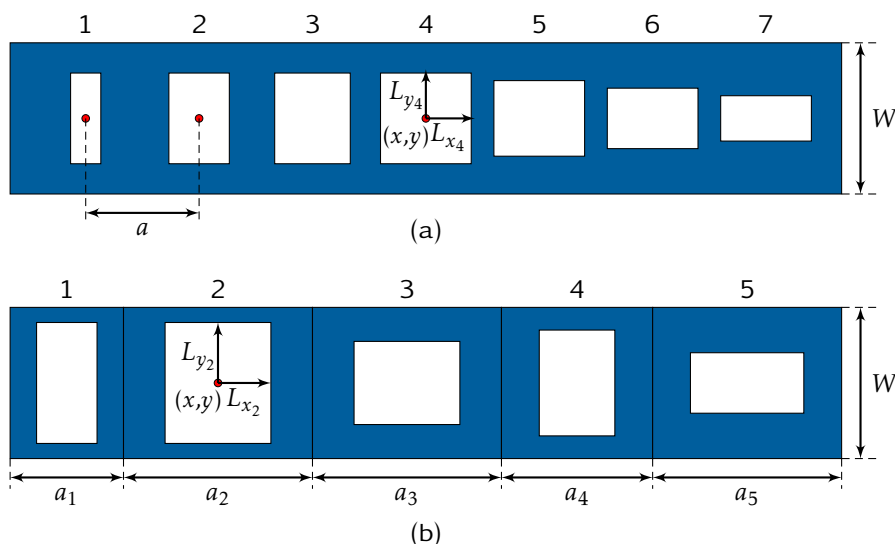 1 2 3 4 5 6 7
L_{y_4}
W
(x,y) L_{x_4}
a
(a)
1 2 3 4 5
L_{y_2}
W
(x,y) L_{x_2}
a_1 a_2 a_3 a_4 a_5
(b)